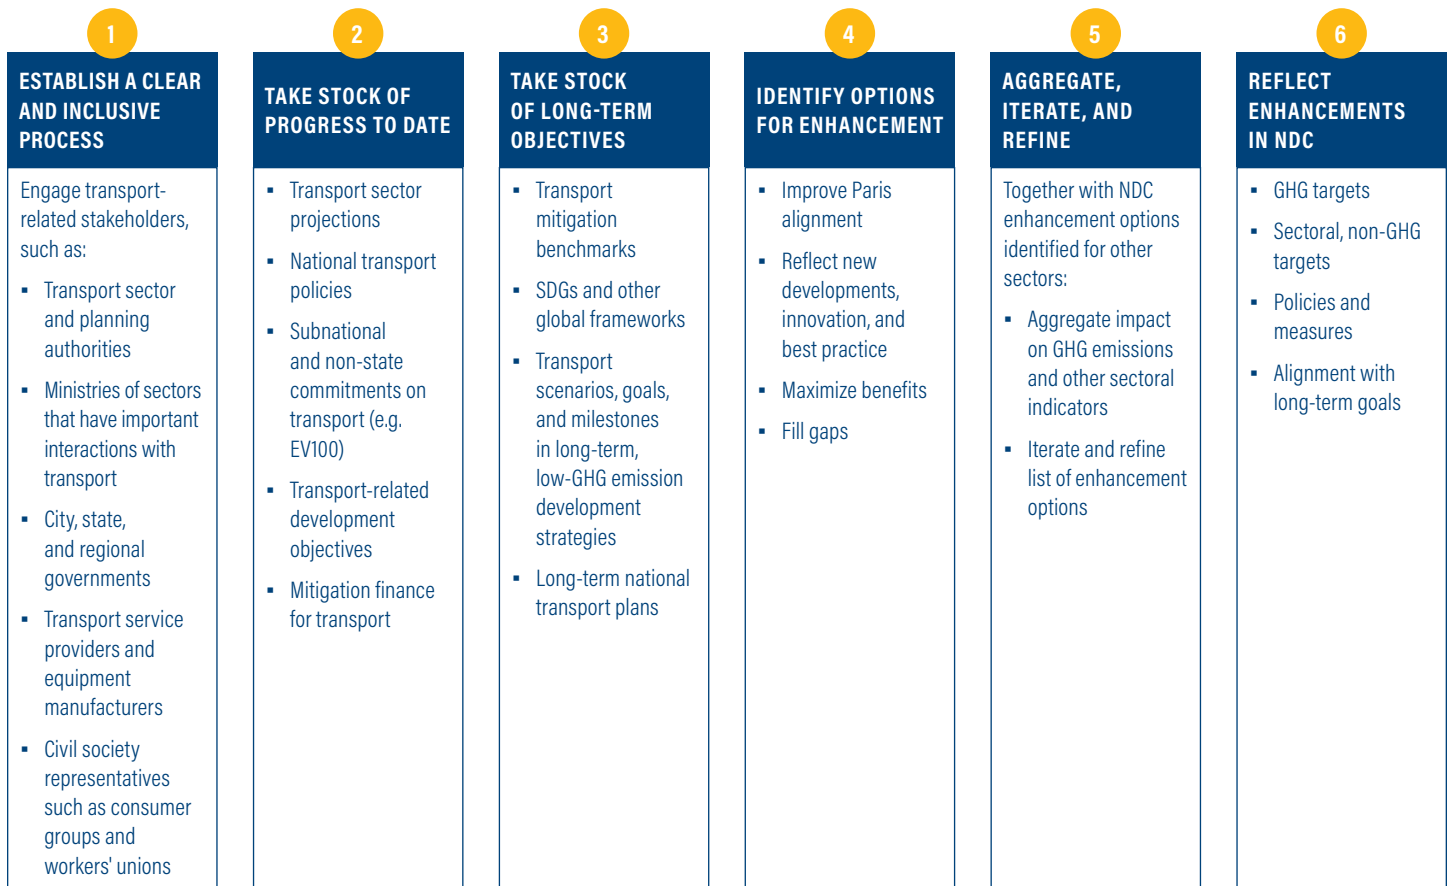 1
ESTABLISH A CLEAR
AND INCLUSIVE
PROCESS
Engage transport-
related stakeholders,
such as:
▪ Transport sector
and planning
authorities
▪ Ministries of sectors
that have important
interactions with
transport
▪ City, state,
and regional
governments
▪ Transport service
providers and
equipment
manufacturers
▪ Civil society
representatives
such as consumer
groups and
workers' unions
2
TAKE STOCK OF
PROGRESS TO DATE
▪ Transport sector
projections
▪ National transport
policies
▪ Subnational
and non-state
commitments on
transport (e.g.
EV100)
▪ Transport-related
development
objectives
▪ Mitigation finance
for transport
3
TAKE STOCK
OF LONG-TERM
OBJECTIVES
▪ Transport
mitigation
benchmarks
▪ SDGs and other
global frameworks
▪ Transport
scenarios, goals,
and milestones
in long-term,
low-GHG emission
development
strategies
▪ Long-term national
transport plans
4
IDENTIFY OPTIONS
FOR ENHANCEMENT
▪ Improve Paris
alignment
▪ Reflect new
developments,
innovation, and
best practice
▪ Maximize benefits
▪ Fill gaps
5
AGGREGATE,
ITERATE, AND
REFINE
Together with NDC
enhancement options
identified for other
sectors:
▪ Aggregate impact
on GHG emissions
and other sectoral
indicators
▪ Iterate and refine
list of enhancement
options
6
REFLECT
ENHANCEMENTS
IN NDC
▪ GHG targets
▪ Sectoral, non-GHG
targets
▪ Policies and
measures
▪ Alignment with
long-term goals